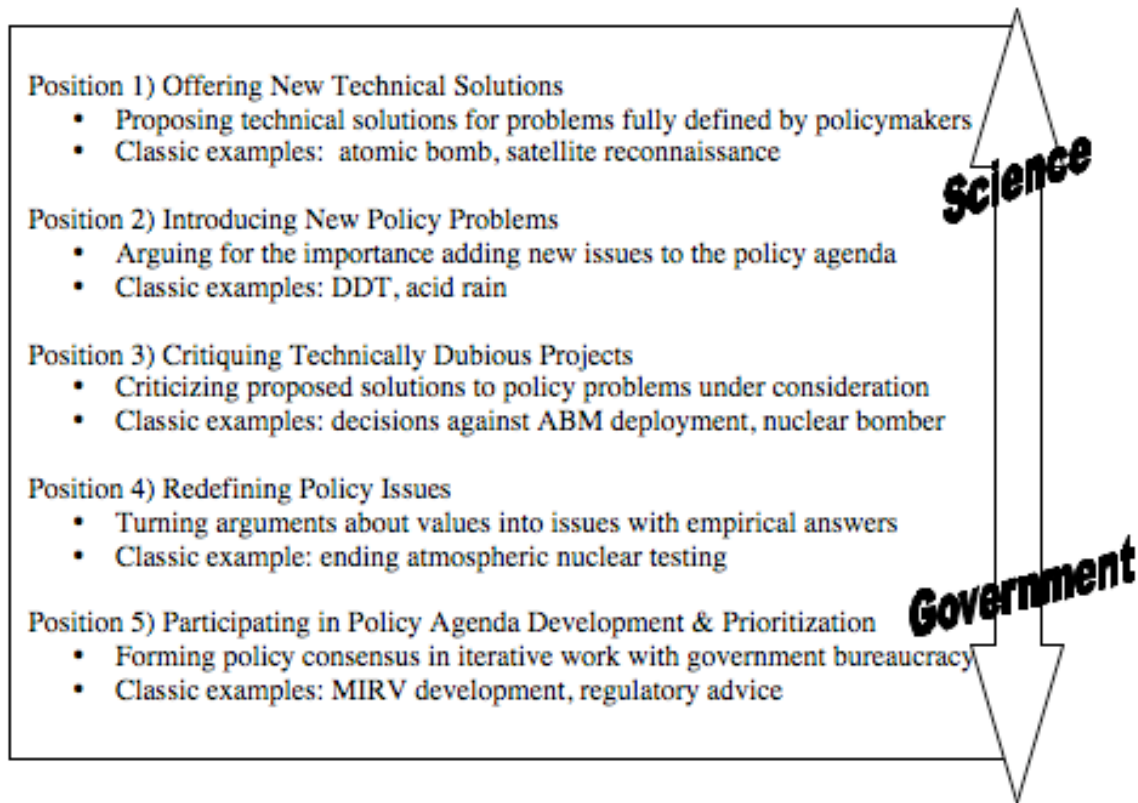 Position 1) Offering New Technical Solutions
• Proposing technical solutions for problems fully defined by policymakers
• Classic examples: atomic bomb, satellite reconnaissance
Science
Position 2) Introducing New Policy Problems
• Arguing for the importance adding new issues to the policy agenda
• Classic examples: DDT, acid rain
Position 3) Critiquing Technically Dubious Projects
• Criticizing proposed solutions to policy problems under consideration
• Classic examples: decisions against ABM deployment, nuclear bomber
Position 4) Redefining Policy Issues
• Turning arguments about values into issues with empirical answers
• Classic example: ending atmospheric nuclear testing
Government
Position 5) Participating in Policy Agenda Development & Prioritization
• Forming policy consensus in iterative work with government bureaucracy
• Classic examples: MIRV development, regulatory advice